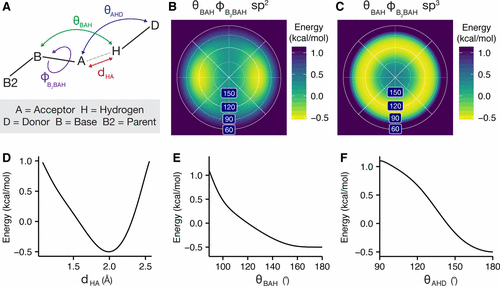 A
θBAH
θAHD
D
B
H
A
dHA
ΦB₂BAH
B2
A = Acceptor H = Hydrogen
D = Donor B = Base B2 = Parent
B
θBAH ΦB₂BAH sp²
150
120
90
60
Energy (kcal/mol)
1.0
0.5
0.0
−0.5
C
θBAH ΦB₂BAH sp³
150
120
90
60
Energy (kcal/mol)
1.0
0.5
0.0
−0.5
D
Energy (kcal/mol)
1.0
0.5
0.0
−0.5
1.0 1.5 2.0 2.5
dHA (Å)
E
Energy (kcal/mol)
1.0
0.5
0.0
−0.5
90 120 150 180
θBAH (°)
F
Energy (kcal/mol)
1.0
0.5
0.0
−0.5
90 120 150 180
θAHD (°)